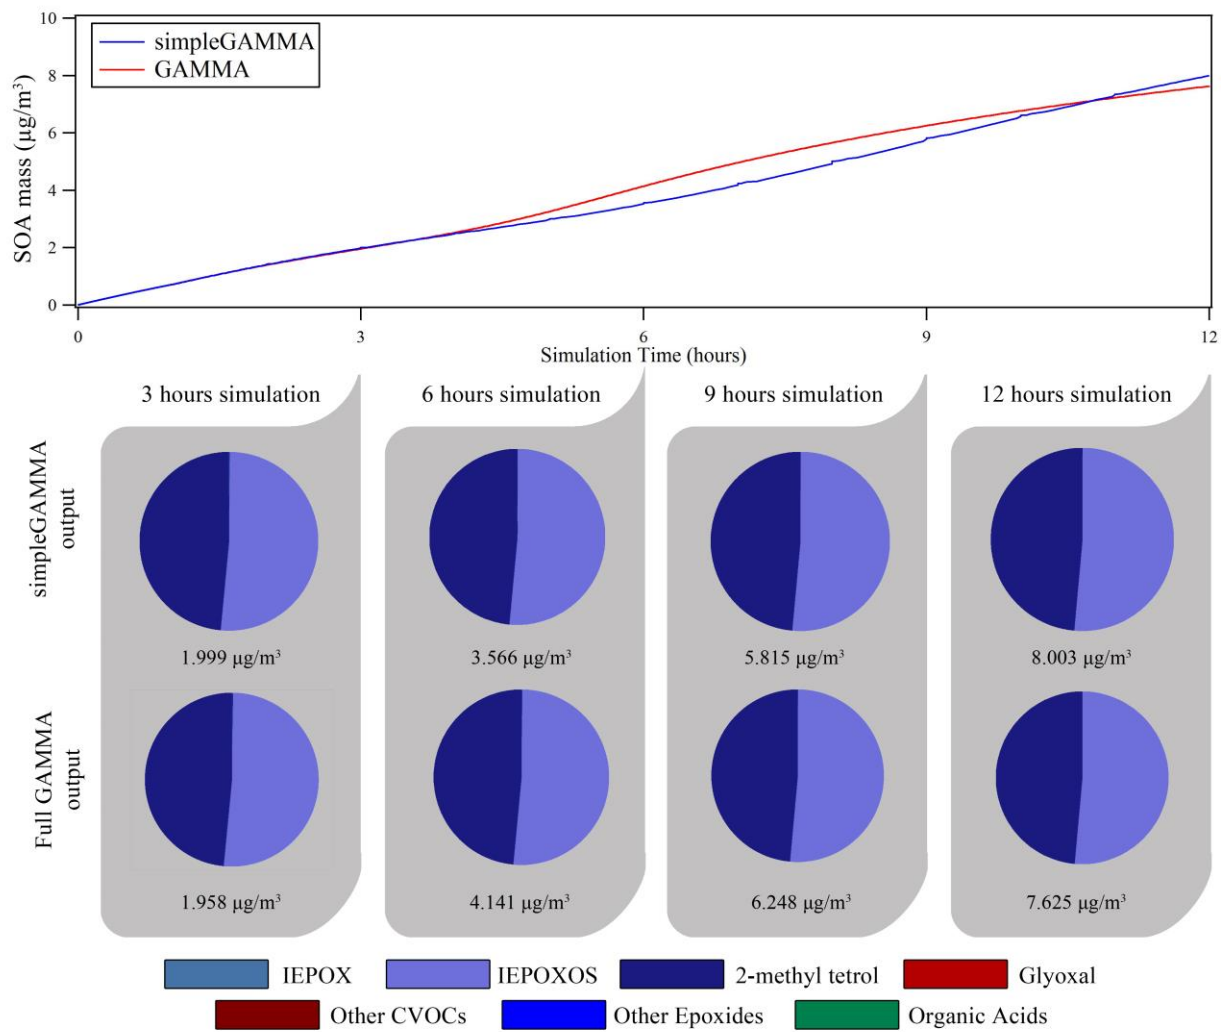 simpleGAMMA
GAMMA
SOA mass (μg/m³)
10
8
6
4
2
0
0
3
6
9
12
Simulation Time (hours)
3 hours simulation
6 hours simulation
9 hours simulation
12 hours simulation
simpleGAMMA
output
1.999 μg/m³
3.566 μg/m³
5.815 μg/m³
8.003 μg/m³
Full GAMMA
output
1.958 μg/m³
4.141 μg/m³
6.248 μg/m³
7.625 μg/m³
IEPOX
IEPOXOS
2-methyl tetrol
Glyoxal
Other CVOCs
Other Epoxides
Organic Acids